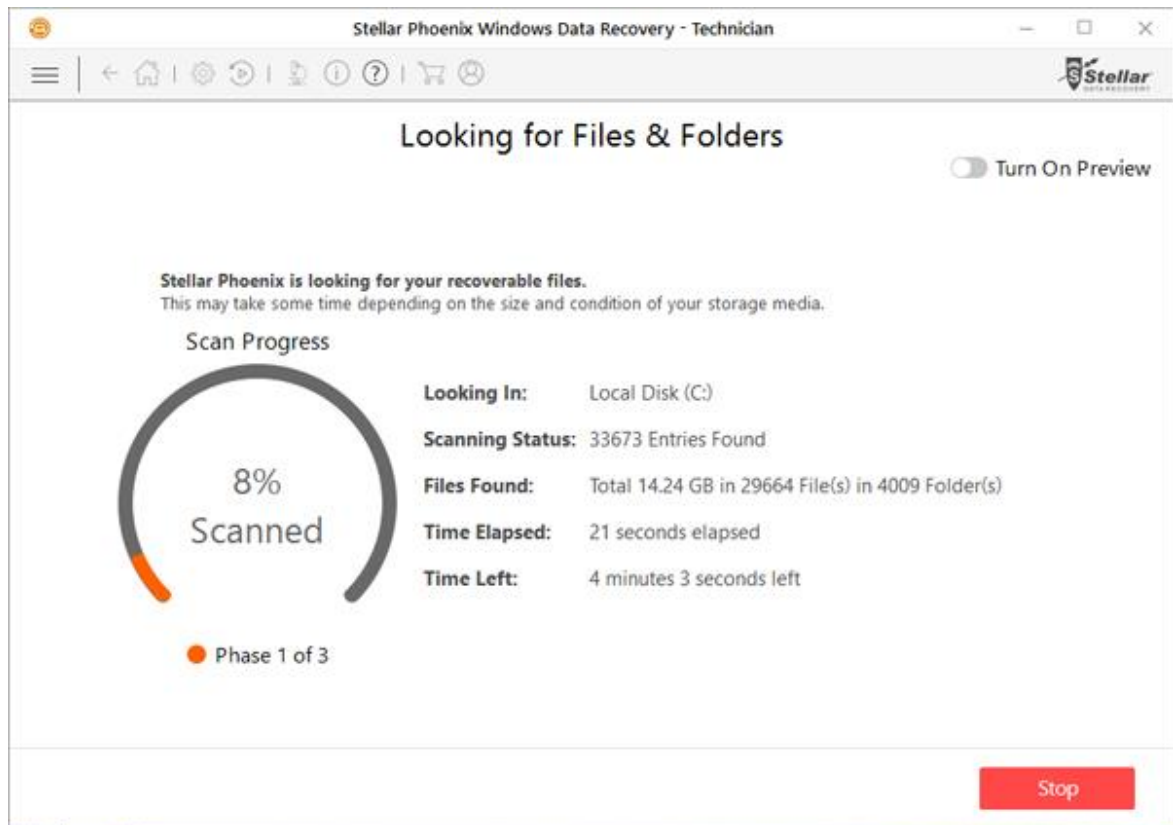 Stellar Phoenix Windows Data Recovery - Technician
Stellar
DATA RECOVERY
Looking for Files & Folders
Turn On Preview
Stellar Phoenix is looking for your recoverable files.
This may take some time depending on the size and condition of your storage media.
Scan Progress
8%
Scanned
Phase 1 of 3
Looking In: Local Disk (C:)
Scanning Status: 33673 Entries Found
Files Found: Total 14.24 GB in 29664 File(s) in 4009 Folder(s)
Time Elapsed: 21 seconds elapsed
Time Left: 4 minutes 3 seconds left
Stop